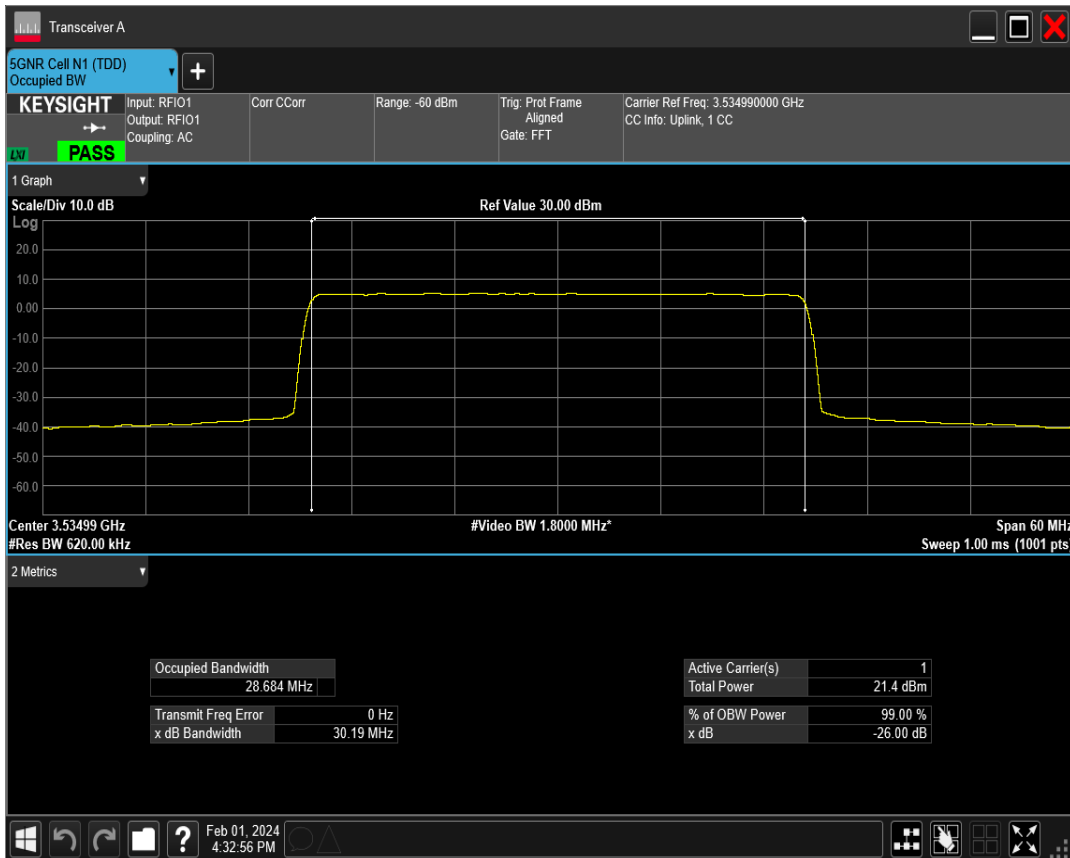 Transceiver A
5GNR Cell N1 (TDD)
Occupied BW
+
KEYSIGHT
LXI
PASS
Input: RFIO1
Output: RFIO1
Coupling: AC
Corr CCorr
Range: -60 dBm
Trig: Prot Frame
Aligned
Gate: FFT
Carrier Ref Freq: 3.534990000 GHz
CC Info: Uplink, 1 CC
1 Graph
Scale/Div 10.0 dB
Ref Value 30.00 dBm
Log
20.0
10.0
0.00
-10.0
-20.0
-30.0
-40.0
-50.0
-60.0
Center 3.53499 GHz
#Video BW 1.8000 MHz*
Span 60 MHz
#Res BW 620.00 kHz
Sweep 1.00 ms (1001 pts)
2 Metrics
Occupied Bandwidth
28.684 MHz
Transmit Freq Error 0 Hz
x dB Bandwidth 30.19 MHz
Active Carrier(s) 1
Total Power 21.4 dBm
% of OBW Power 99.00 %
x dB -26.00 dB
?
Feb 01, 2024
4:32:56 PM